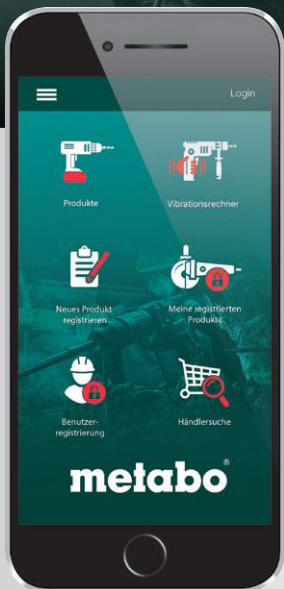 Login
Produkte
Vibrationsrechner
Neues Produkt
registrieren
Meine registrierten
Produkte
Benutzer-
registrierung
Händlersuche
metabo®